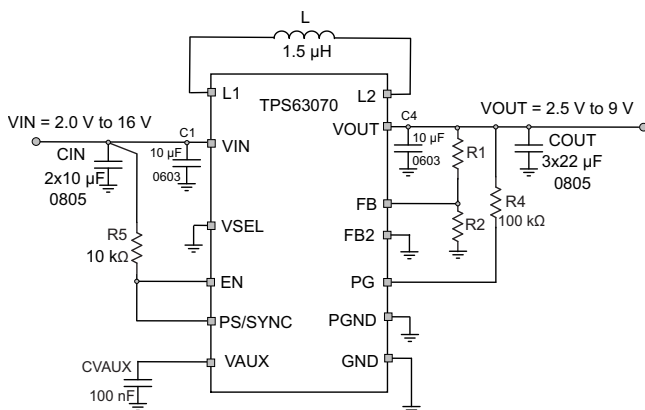 L
1.5 µH
L1
L2
TPS63070
VIN = 2.0 V to 16 V
VOUT = 2.5 V to 9 V
C1
C4
VIN
VOUT
CIN
2x10 µF
0805
10 µF
0603
10 µF
0603
R1
COUT
3x22 µF
0805
FB
R2
R4
100 kΩ
VSEL
FB2
R5
10 kΩ
EN
PG
PS/SYNC
PGND
VAUX
GND
CVAUX
100 nF